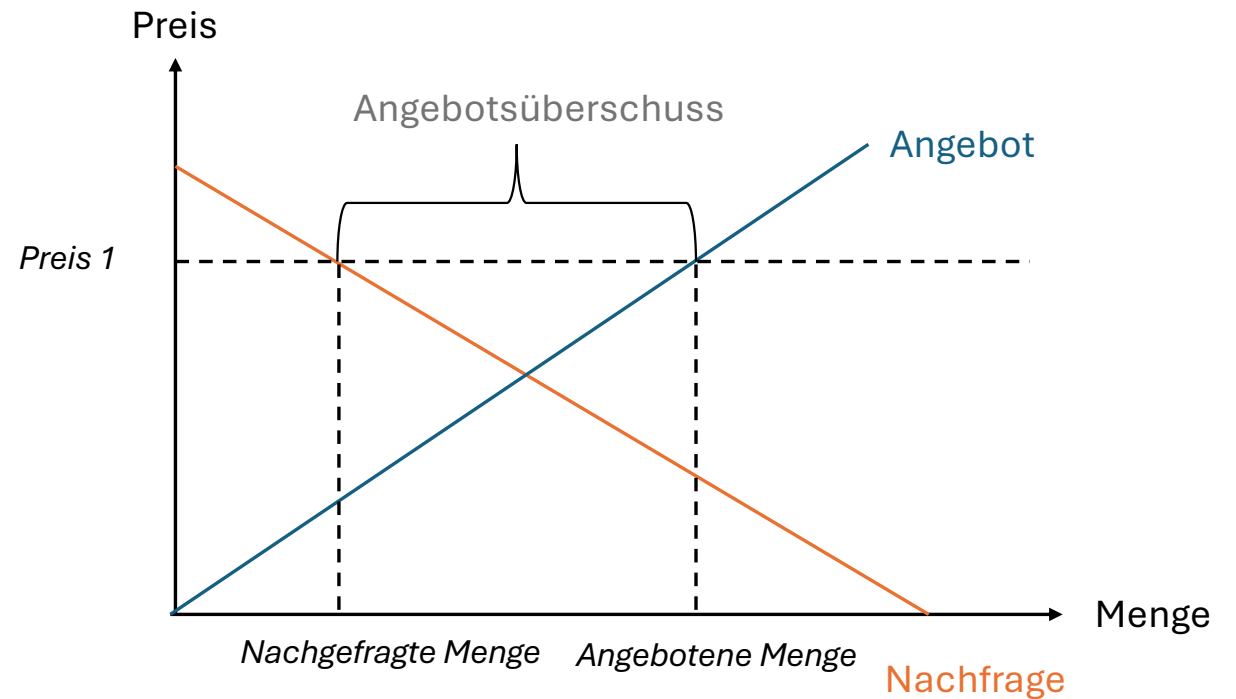 Preis
Angebotsüberschuss
Angebot
Preis 1
Menge
Nachgefragte Menge
Angebotene Menge
Nachfrage